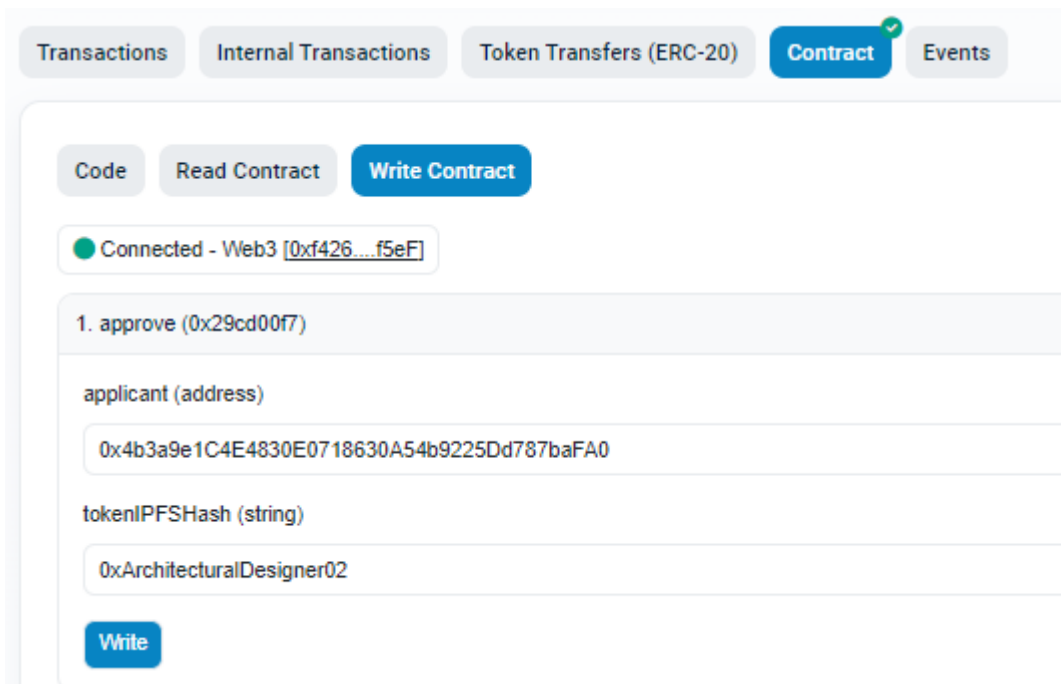 Transactions Internal Transactions Token Transfers (ERC-20) Contract Events
Code Read Contract Write Contract
Connected - Web3 [0xf426....f5eF]
1. approve (0x29cd00f7)
applicant (address)
0x4b3a9e1C4E4830E0718630A54b9225Dd787baFA0
tokenIPFSHash (string)
0xArchitecturalDesigner02
Write